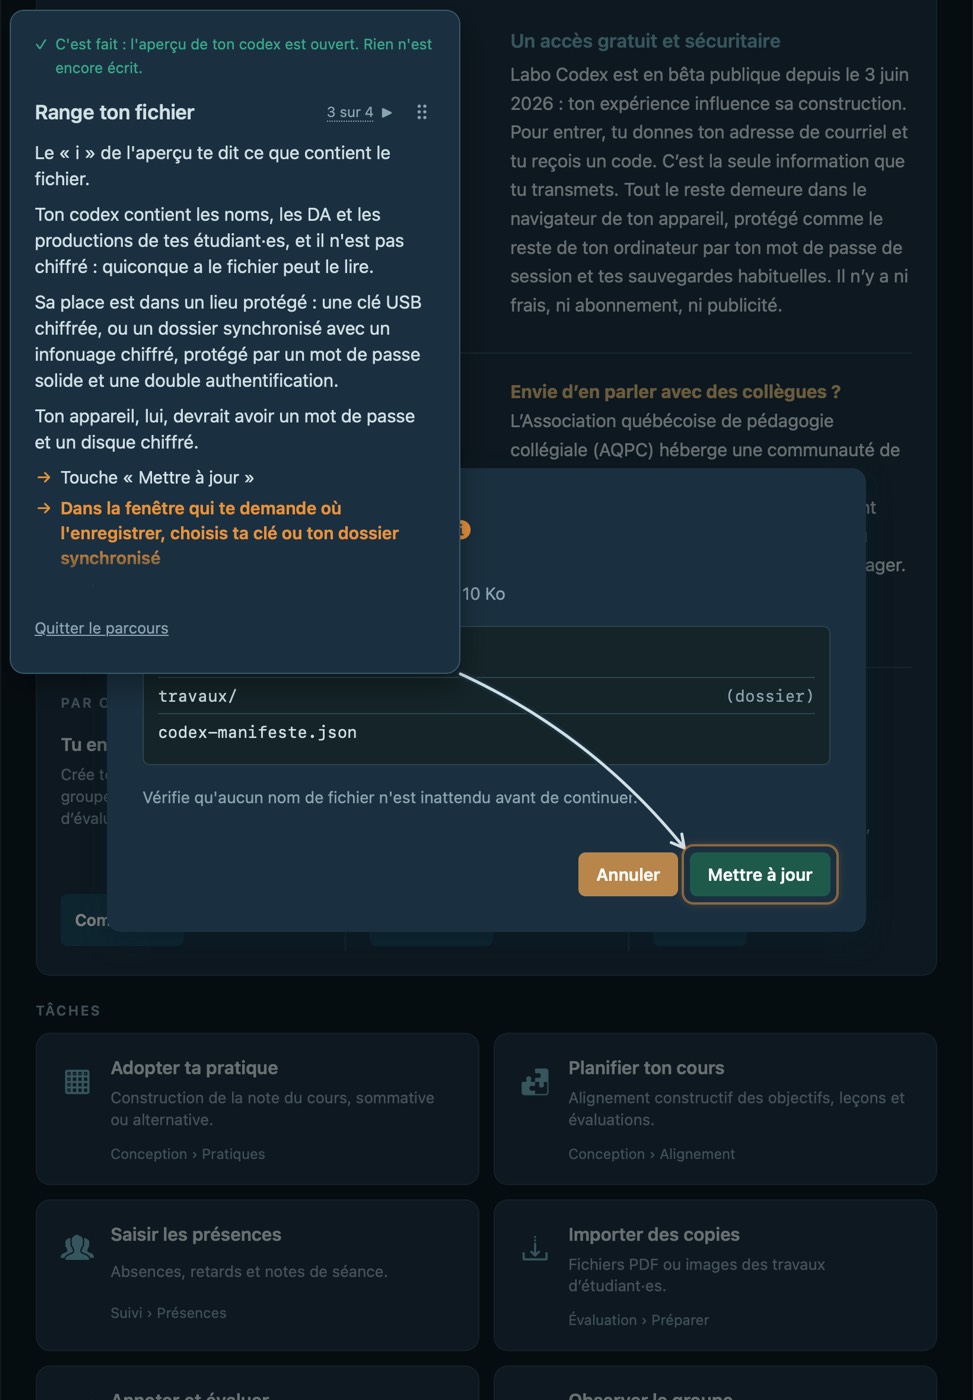 ✓ C'est fait : l'aperçu de ton codex est ouvert. Rien n'est
encore écrit.
Range ton fichier
3 sur 4 ▶
Le « i » de l'aperçu te dit ce que contient le
fichier.
Ton codex contient les noms, les DA et les
productions de tes étudiant·es, et il n'est pas
chiffré : quiconque a le fichier peut le lire.
Sa place est dans un lieu protégé : une clé USB
chiffrée, ou un dossier synchronisé avec un
infonuage chiffré, protégé par un mot de passe
solide et une double authentification.
Ton appareil, lui, devrait avoir un mot de passe
et un disque chiffré.
→ Touche « Mettre à jour »
→ Dans la fenêtre qui te demande où
l'enregistrer, choisis ta clé ou ton dossier
synchronisé
Quitter le parcours
Un accès gratuit et sécuritaire
Labo Codex est en bêta publique depuis le 3 juin
2026 : ton expérience influence sa construction.
Pour entrer, tu donnes ton adresse de courriel et
tu reçois un code. C’est la seule information que
tu transmets. Tout le reste demeure dans le
navigateur de ton appareil, protégé comme le
reste de ton ordinateur par ton mot de passe de
session et tes sauvegardes habituelles. Il n’y a ni
frais, ni abonnement, ni publicité.
Envie d’en parler avec des collègues ?
L’Association québécoise de pédagogie
collégiale (AQPC) héberge une communauté de
ager.
10 Ko
travaux/ (dossier)
codex-manifeste.json
Vérifie qu'aucun nom de fichier n'est inattendu avant de continuer.
Annuler
Mettre à jour
PAR
Tu en
Crée t
groupe
d’éval
Com
TÂCHES
Adopter ta pratique
Construction de la note du cours, sommative
ou alternative.
Conception › Pratiques
Planifier ton cours
Alignement constructif des objectifs, leçons et
évaluations.
Conception › Alignement
Saisir les présences
Absences, retards et notes de séance.
Suivi › Présences
Importer des copies
Fichiers PDF ou images des travaux
d’étudiant·es.
Évaluation › Préparer
Annoter et évaluer
Observer le groupe